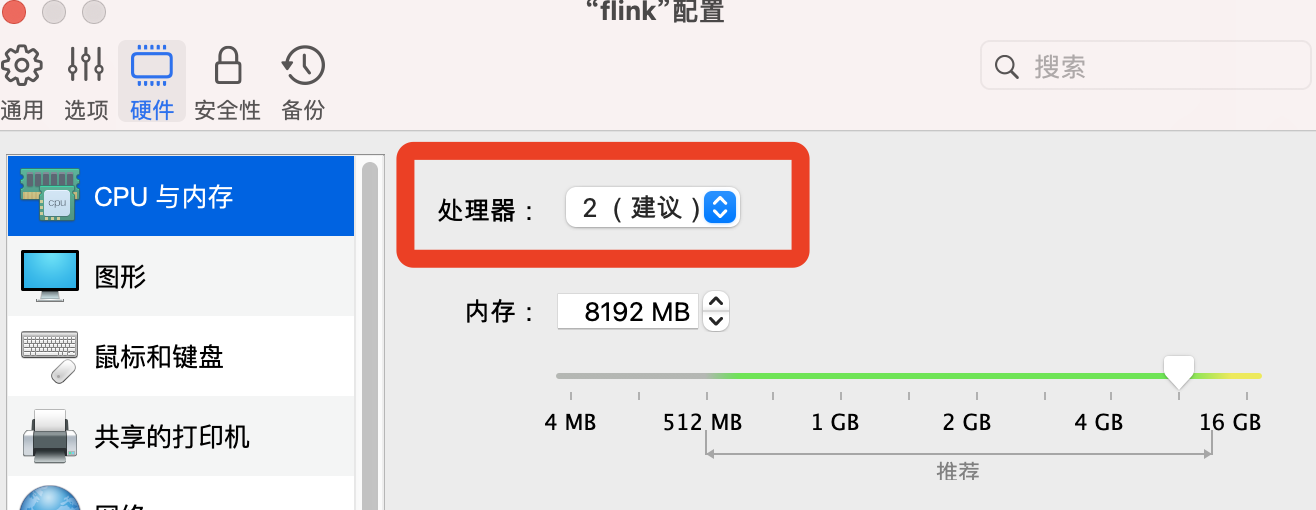 “flink”配置
通用 选项 硬件 安全性 备份
搜索
CPU 与内存
cpu
处理器：
2 （ 建议 ）
图形
内存：
8192 MB
鼠标和键盘
4 MB 512 MB 1 GB 2 GB 4 GB 16 GB
共享的打印机
推荐